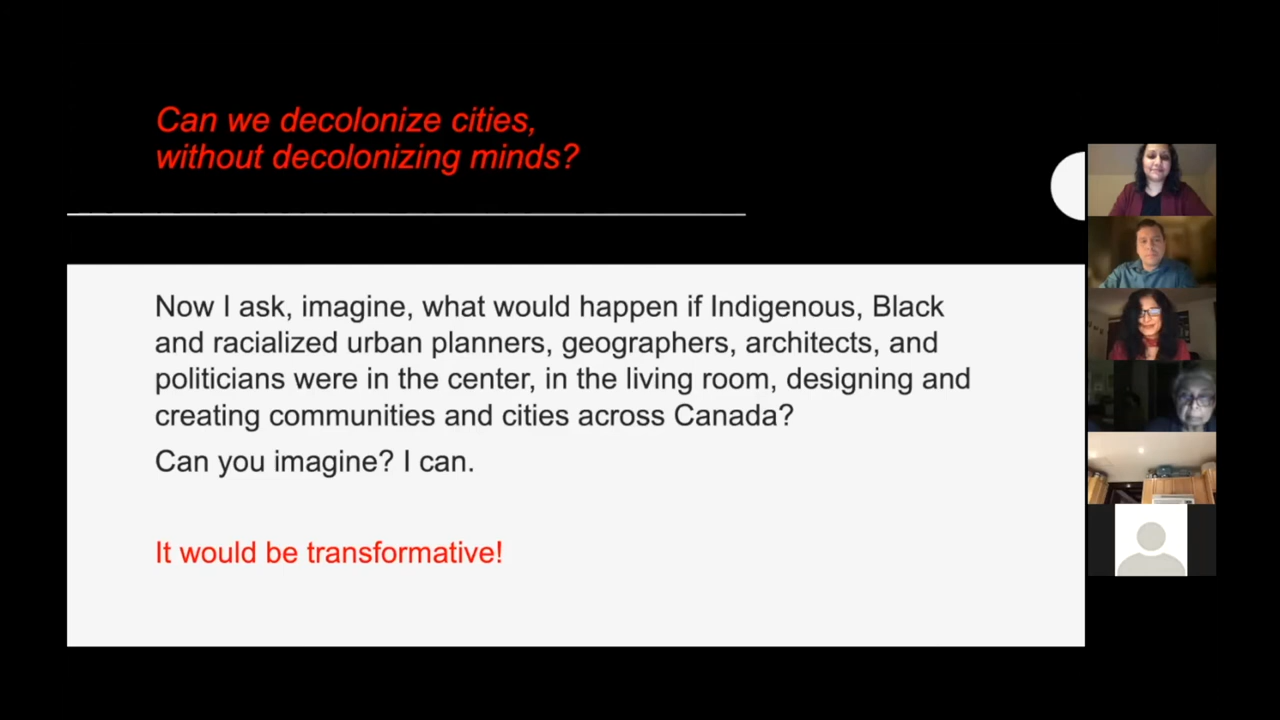 Can we decolonize cities,
without decolonizing minds?
Now I ask, imagine, what would happen if Indigenous, Black
and racialized urban planners, geographers, architects, and
politicians were in the center, in the living room, designing and
creating communities and cities across Canada?
Can you imagine? I can.
It would be transformative!